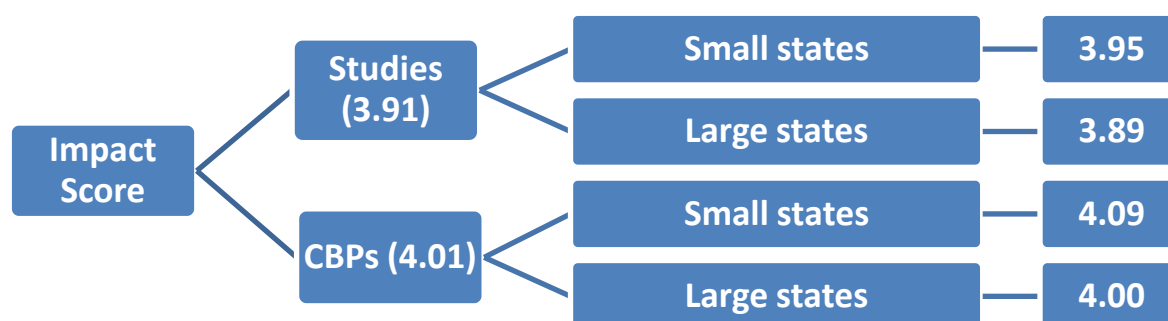 Impact
Score
Studies
(3.91)
Small states
3.95
Large states
3.89
CBPs (4.01)
Small states
4.09
Large states
4.00